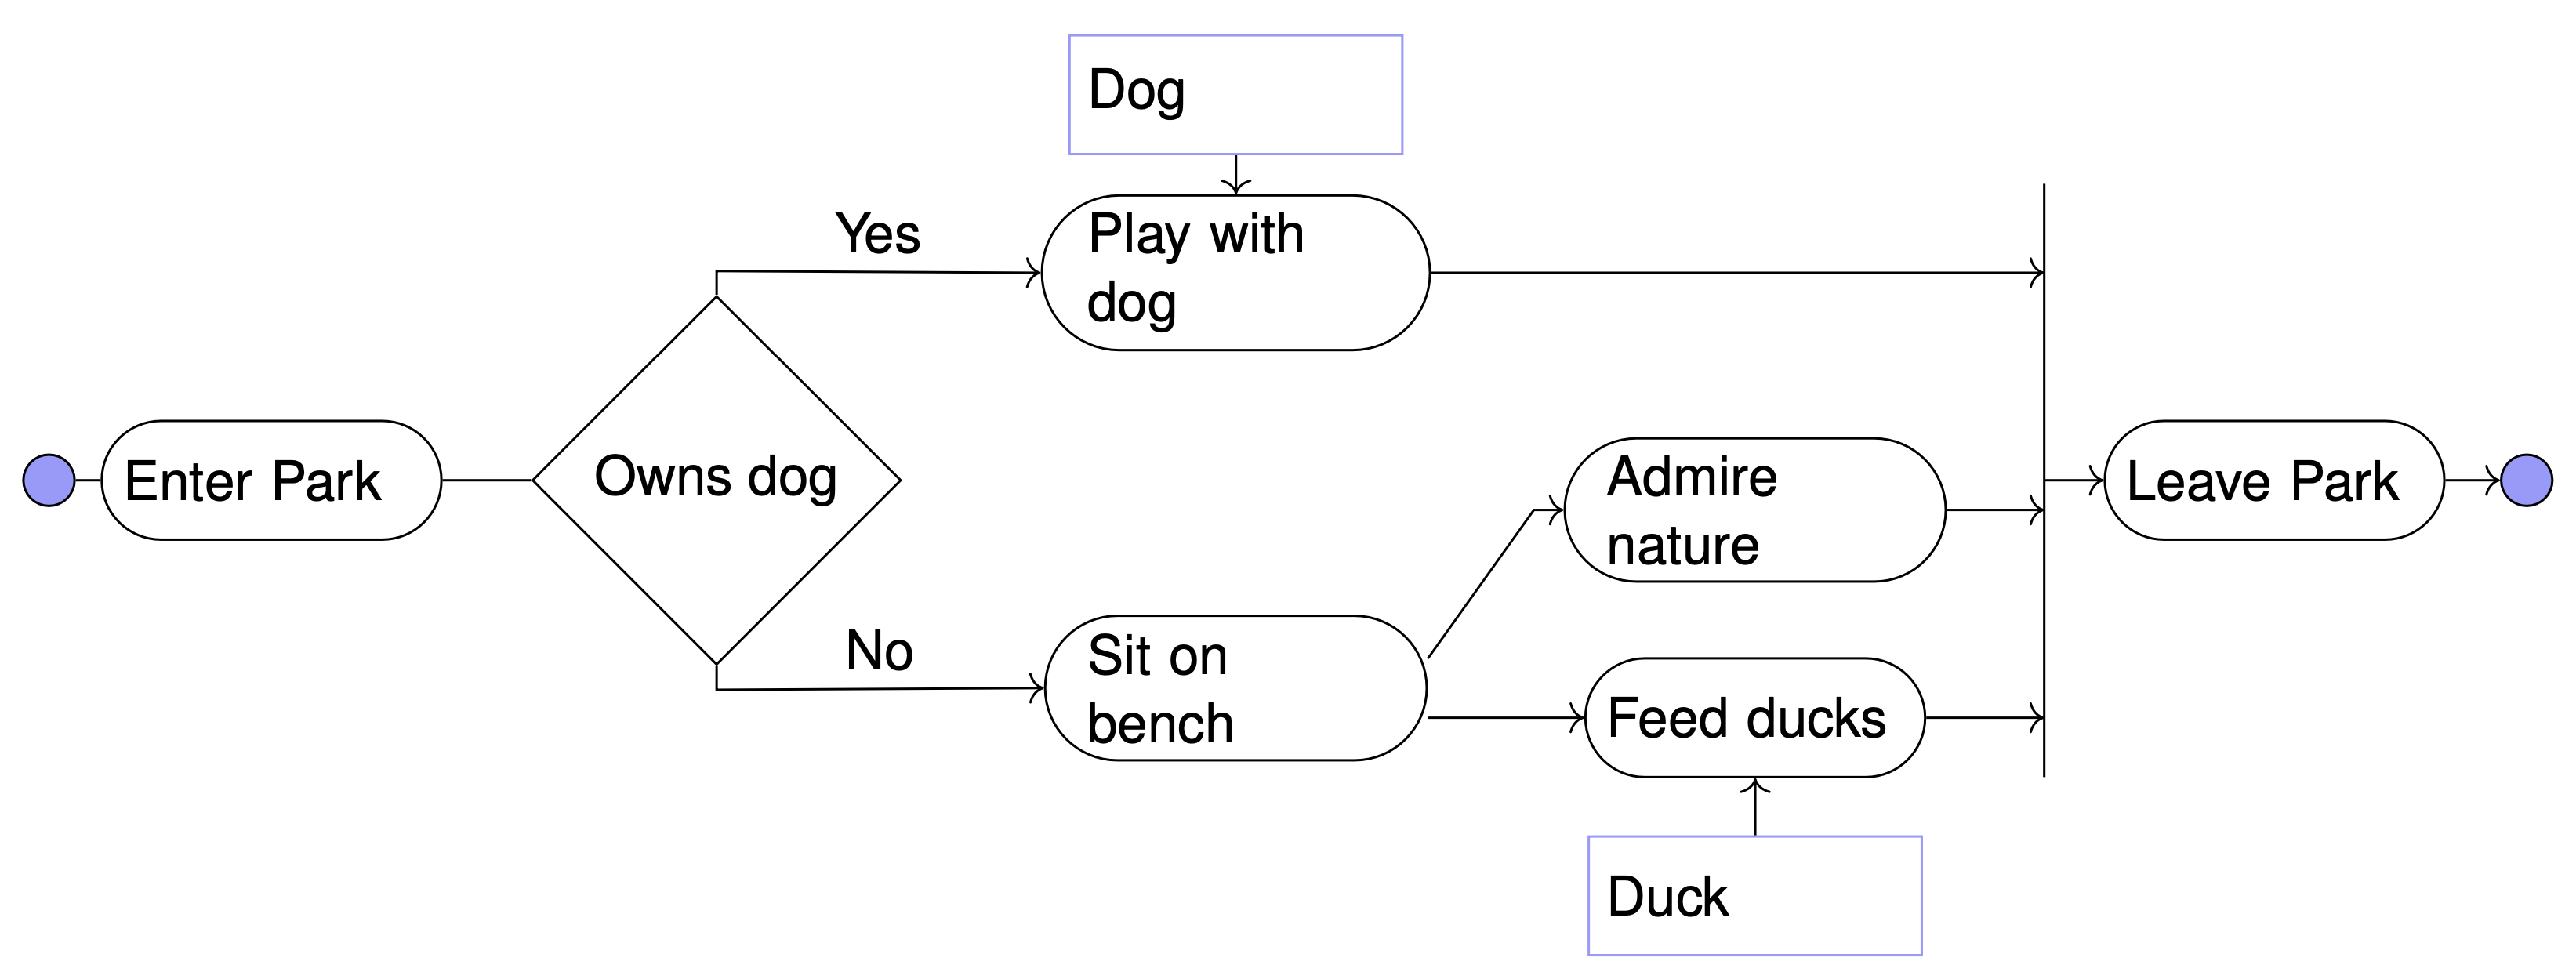 Dog
Yes
Play with
dog
Enter Park
Owns dog
Admire
nature
Leave Park
No
Sit on
bench
Feed ducks
Duck